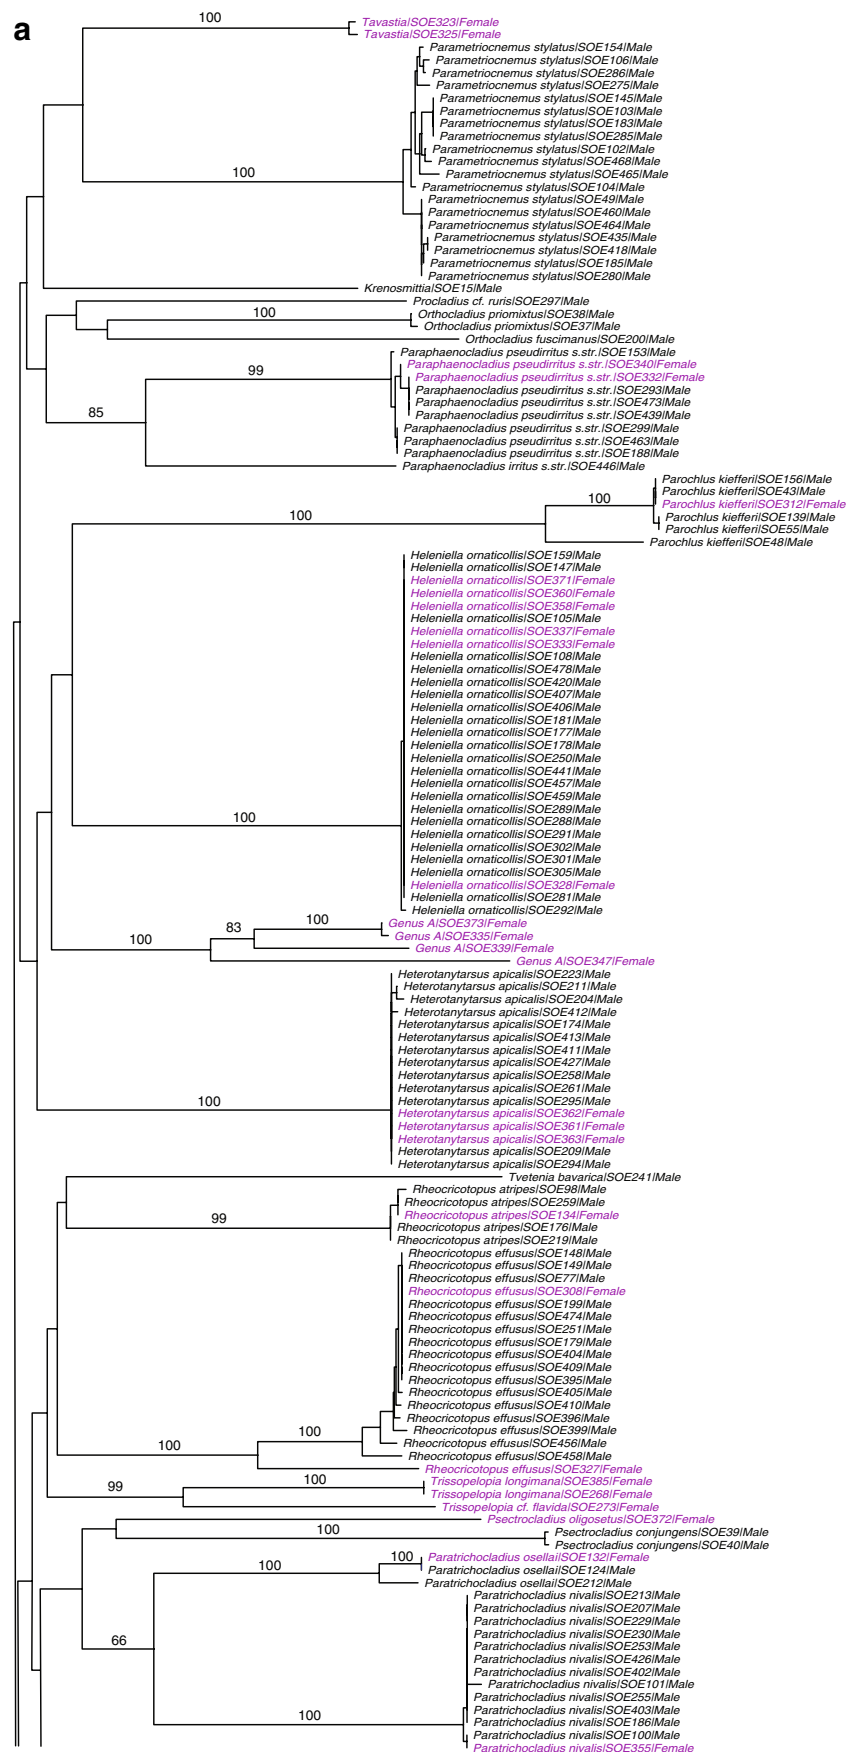 a
100
Tavastia|SOE323|Female
Tavastia|SOE325|Female
Parametriocnemus stylatus|SOE154|Male
Parametriocnemus stylatus|SOE106|Male
Parametriocnemus stylatus|SOE286|Male
Parametriocnemus stylatus|SOE275|Male
Parametriocnemus stylatus|SOE145|Male
Parametriocnemus stylatus|SOE103|Male
Parametriocnemus stylatus|SOE183|Male
Parametriocnemus stylatus|SOE285|Male
Parametriocnemus stylatus|SOE102|Male
Parametriocnemus stylatus|SOE468|Male
100
Parametriocnemus stylatus|SOE465|Male
Parametriocnemus stylatus|SOE104|Male
Parametriocnemus stylatus|SOE49|Male
Parametriocnemus stylatus|SOE460|Male
Parametriocnemus stylatus|SOE464|Male
Parametriocnemus stylatus|SOE435|Male
Parametriocnemus stylatus|SOE418|Male
Parametriocnemus stylatus|SOE185|Male
Parametriocnemus stylatus|SOE280|Male
Krenosmittia|SOE15|Male
Procladius cf. ruris|SOE297|Male
100
Orthocladius priomixtus|SOE38|Male
Orthocladius priomixtus|SOE37|Male
Orthocladius fuscimanus|SOE200|Male
Paraphaenocladius pseudirritus s.str.|SOE153|Male
Paraphaenocladius pseudirritus s.str.|SOE340|Female
99
Paraphaenocladius pseudirritus s.str.|SOE332|Female
Paraphaenocladius pseudirritus s.str.|SOE293|Male
Paraphaenocladius pseudirritus s.str.|SOE473|Male
Paraphaenocladius pseudirritus s.str.|SOE439|Male
85
Paraphaenocladius pseudirritus s.str.|SOE299|Male
Paraphaenocladius pseudirritus s.str.|SOE463|Male
Paraphaenocladius pseudirritus s.str.|SOE188|Male
Paraphaenocladius irritus s.str.|SOE446|Male
Parochlus kiefferi|SOE156|Male
Parochlus kiefferi|SOE43|Male
100
Parochlus kiefferi|SOE312|Female
100
Parochlus kiefferi|SOE139|Male
Parochlus kiefferi|SOE55|Male
Parochlus kiefferi|SOE48|Male
Heleniella ornaticollis|SOE159|Male
Heleniella ornaticollis|SOE147|Male
Heleniella ornaticollis|SOE371|Female
Heleniella ornaticollis|SOE360|Female
Heleniella ornaticollis|SOE358|Female
Heleniella ornaticollis|SOE105|Male
Heleniella ornaticollis|SOE337|Female
Heleniella ornaticollis|SOE333|Female
Heleniella ornaticollis|SOE108|Male
Heleniella ornaticollis|SOE478|Male
Heleniella ornaticollis|SOE420|Male
Heleniella ornaticollis|SOE407|Male
Heleniella ornaticollis|SOE406|Male
Heleniella ornaticollis|SOE181|Male
Heleniella ornaticollis|SOE177|Male
Heleniella ornaticollis|SOE178|Male
Heleniella ornaticollis|SOE250|Male
Heleniella ornaticollis|SOE441|Male
Heleniella ornaticollis|SOE457|Male
Heleniella ornaticollis|SOE459|Male
Heleniella ornaticollis|SOE289|Male
100
Heleniella ornaticollis|SOE288|Male
Heleniella ornaticollis|SOE291|Male
Heleniella ornaticollis|SOE302|Male
Heleniella ornaticollis|SOE301|Male
Heleniella ornaticollis|SOE305|Male
Heleniella ornaticollis|SOE328|Female
Heleniella ornaticollis|SOE281|Male
Heleniella ornaticollis|SOE292|Male
100
Genus A|SOE373|Female
83
Genus A|SOE335|Female
100
Genus A|SOE339|Female
Genus A|SOE347|Female
Heterotanytarsus apicalis|SOE223|Male
Heterotanytarsus apicalis|SOE211|Male
Heterotanytarsus apicalis|SOE204|Male
Heterotanytarsus apicalis|SOE412|Male
Heterotanytarsus apicalis|SOE174|Male
Heterotanytarsus apicalis|SOE413|Male
Heterotanytarsus apicalis|SOE411|Male
Heterotanytarsus apicalis|SOE427|Male
Heterotanytarsus apicalis|SOE258|Male
Heterotanytarsus apicalis|SOE261|Male
100
Heterotanytarsus apicalis|SOE295|Male
Heterotanytarsus apicalis|SOE362|Female
Heterotanytarsus apicalis|SOE361|Female
Heterotanytarsus apicalis|SOE363|Female
Heterotanytarsus apicalis|SOE209|Male
Heterotanytarsus apicalis|SOE294|Male
Tvetenia bavarica|SOE241|Male
Rheocricotopus atripes|SOE98|Male
Rheocricotopus atripes|SOE259|Male
99
Rheocricotopus atripes|SOE134|Female
Rheocricotopus atripes|SOE176|Male
Rheocricotopus atripes|SOE219|Male
Rheocricotopus effusus|SOE148|Male
Rheocricotopus effusus|SOE149|Male
Rheocricotopus effusus|SOE77|Male
Rheocricotopus effusus|SOE308|Female
Rheocricotopus effusus|SOE199|Male
Rheocricotopus effusus|SOE474|Male
Rheocricotopus effusus|SOE251|Male
Rheocricotopus effusus|SOE179|Male
Rheocricotopus effusus|SOE404|Male
Rheocricotopus effusus|SOE409|Male
Rheocricotopus effusus|SOE395|Male
Rheocricotopus effusus|SOE405|Male
Rheocricotopus effusus|SOE410|Male
Rheocricotopus effusus|SOE396|Male
Rheocricotopus effusus|SOE399|Male
100
Rheocricotopus effusus|SOE456|Male
100
Rheocricotopus effusus|SOE458|Male
Rheocricotopus effusus|SOE327|Female
100
Trissopelopia longimana|SOE385|Female
99
Trissopelopia longimana|SOE268|Female
Trissopelopia cf. flavida|SOE273|Female
Psectrocladius oligosetus|SOE372|Female
100
Psectrocladius conjungens|SOE39|Male
Psectrocladius conjungens|SOE40|Male
100
Paratrichocladius osellai|SOE132|Female
100
Paratrichocladius osellai|SOE124|Male
Paratrichocladius osellai|SOE212|Male
Paratrichocladius nivalis|SOE213|Male
Paratrichocladius nivalis|SOE207|Male
Paratrichocladius nivalis|SOE229|Male
Paratrichocladius nivalis|SOE230|Male
66
Paratrichocladius nivalis|SOE253|Male
Paratrichocladius nivalis|SOE426|Male
Paratrichocladius nivalis|SOE402|Male
Paratrichocladius nivalis|SOE101|Male
Paratrichocladius nivalis|SOE255|Male
Paratrichocladius nivalis|SOE403|Male
100
Paratrichocladius nivalis|SOE186|Male
Paratrichocladius nivalis|SOE100|Male
Paratrichocladius nivalis|SOE355|Female